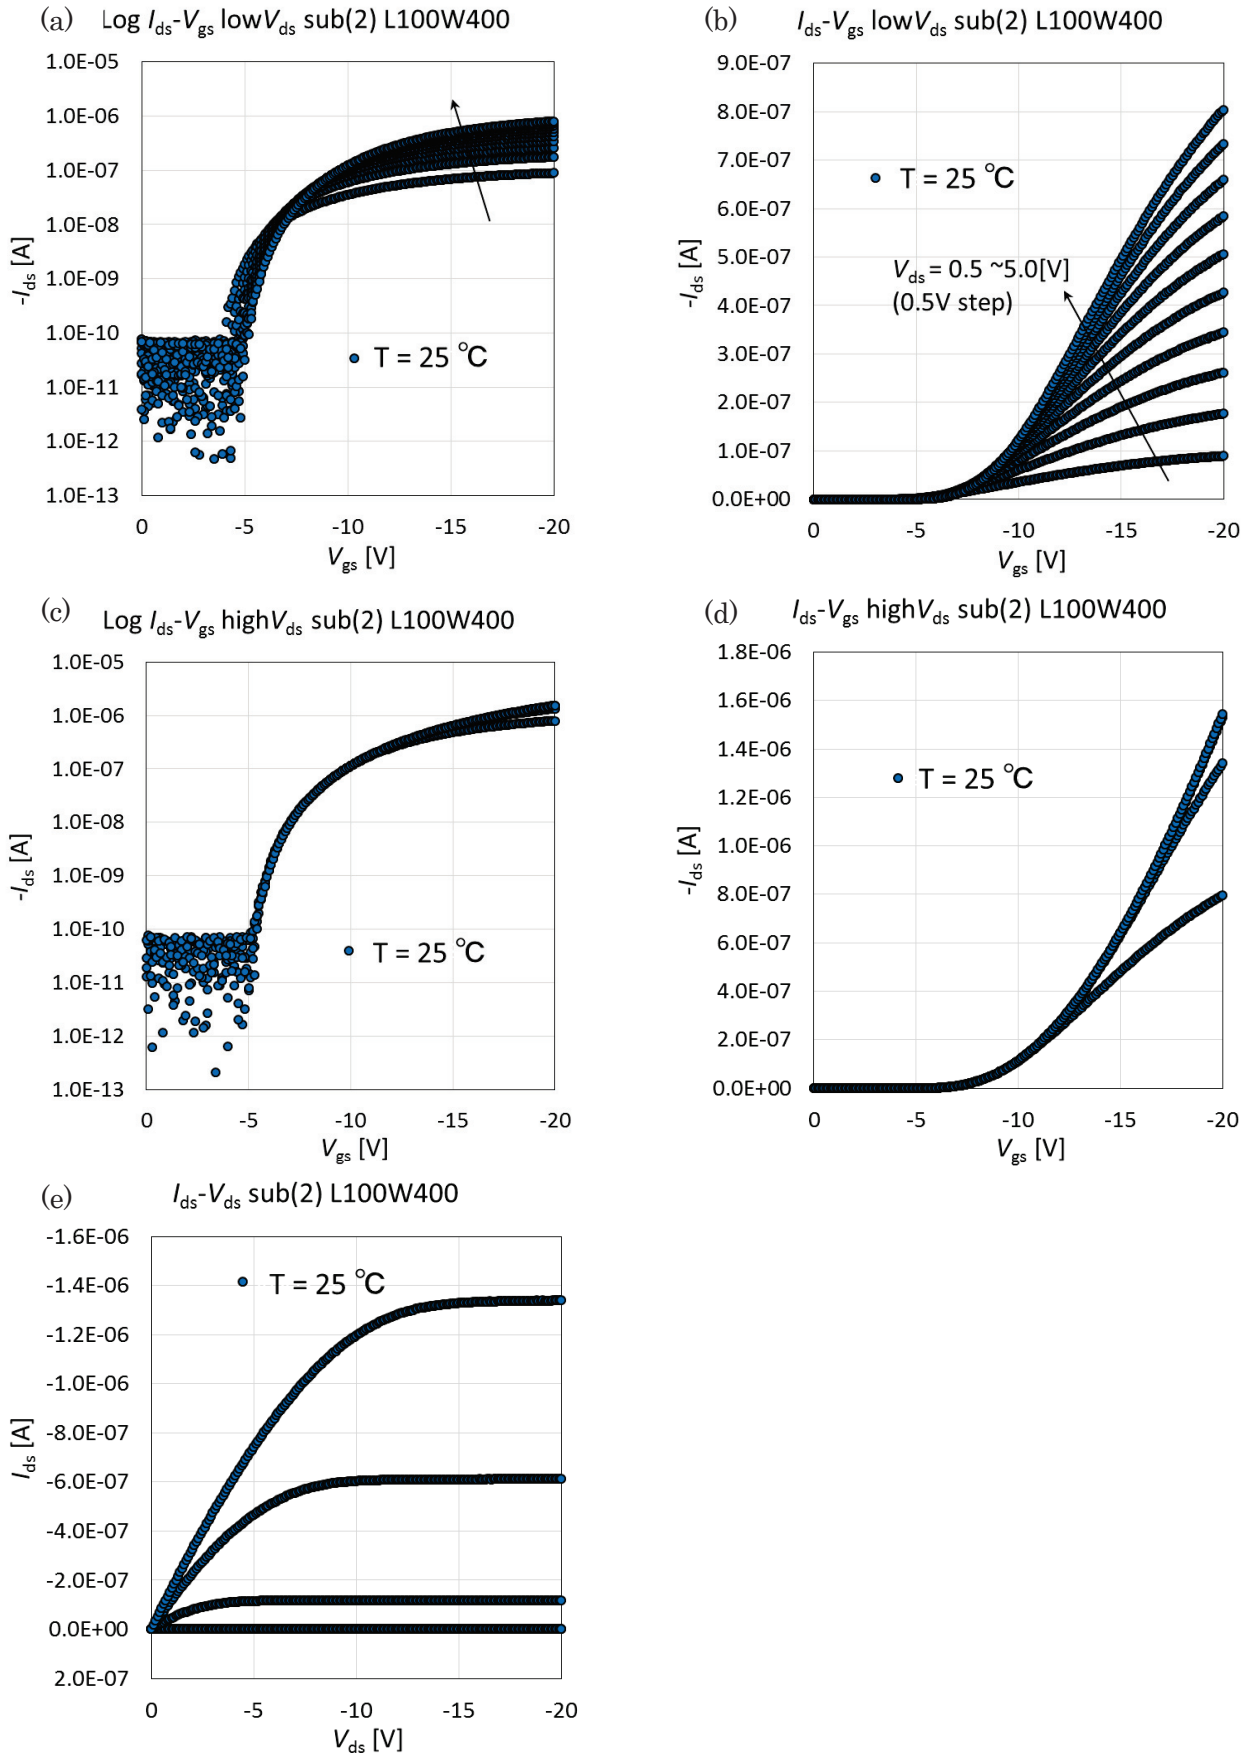 (a) Log Ids-Vgs lowVds sub(2) L100W400
1.0E-05
1.0E-06
1.0E-07
1.0E-08
1.0E-09
1.0E-10
1.0E-11
1.0E-12
1.0E-13
-Ids [A]
T = 25 °C
0 -5 -10 -15 -20
Vgs [V]
(b) Ids-Vgs lowVds sub(2) L100W400
9.0E-07
8.0E-07
7.0E-07
6.0E-07
5.0E-07
4.0E-07
3.0E-07
2.0E-07
1.0E-07
0.0E+00
-Ids [A]
T = 25 °C
Vds = 0.5 ~5.0[V]
(0.5V step)
0 -5 -10 -15 -20
Vgs [V]
(c) Log Ids-Vgs highVds sub(2) L100W400
1.0E-05
1.0E-06
1.0E-07
1.0E-08
1.0E-09
1.0E-10
1.0E-11
1.0E-12
1.0E-13
-Ids [A]
T = 25 °C
0 -5 -10 -15 -20
Vgs [V]
(d) Ids-Vgs highVds sub(2) L100W400
1.8E-06
1.6E-06
1.4E-06
1.2E-06
1.0E-06
8.0E-07
6.0E-07
4.0E-07
2.0E-07
0.0E+00
-Ids [A]
T = 25 °C
0 -5 -10 -15 -20
Vgs [V]
(e) Ids-Vds sub(2) L100W400
-1.6E-06
-1.4E-06
-1.2E-06
-1.0E-06
-8.0E-07
-6.0E-07
-4.0E-07
-2.0E-07
0.0E+00
2.0E-07
Ids [A]
T = 25 °C
0 -5 -10 -15 -20
Vds [V]